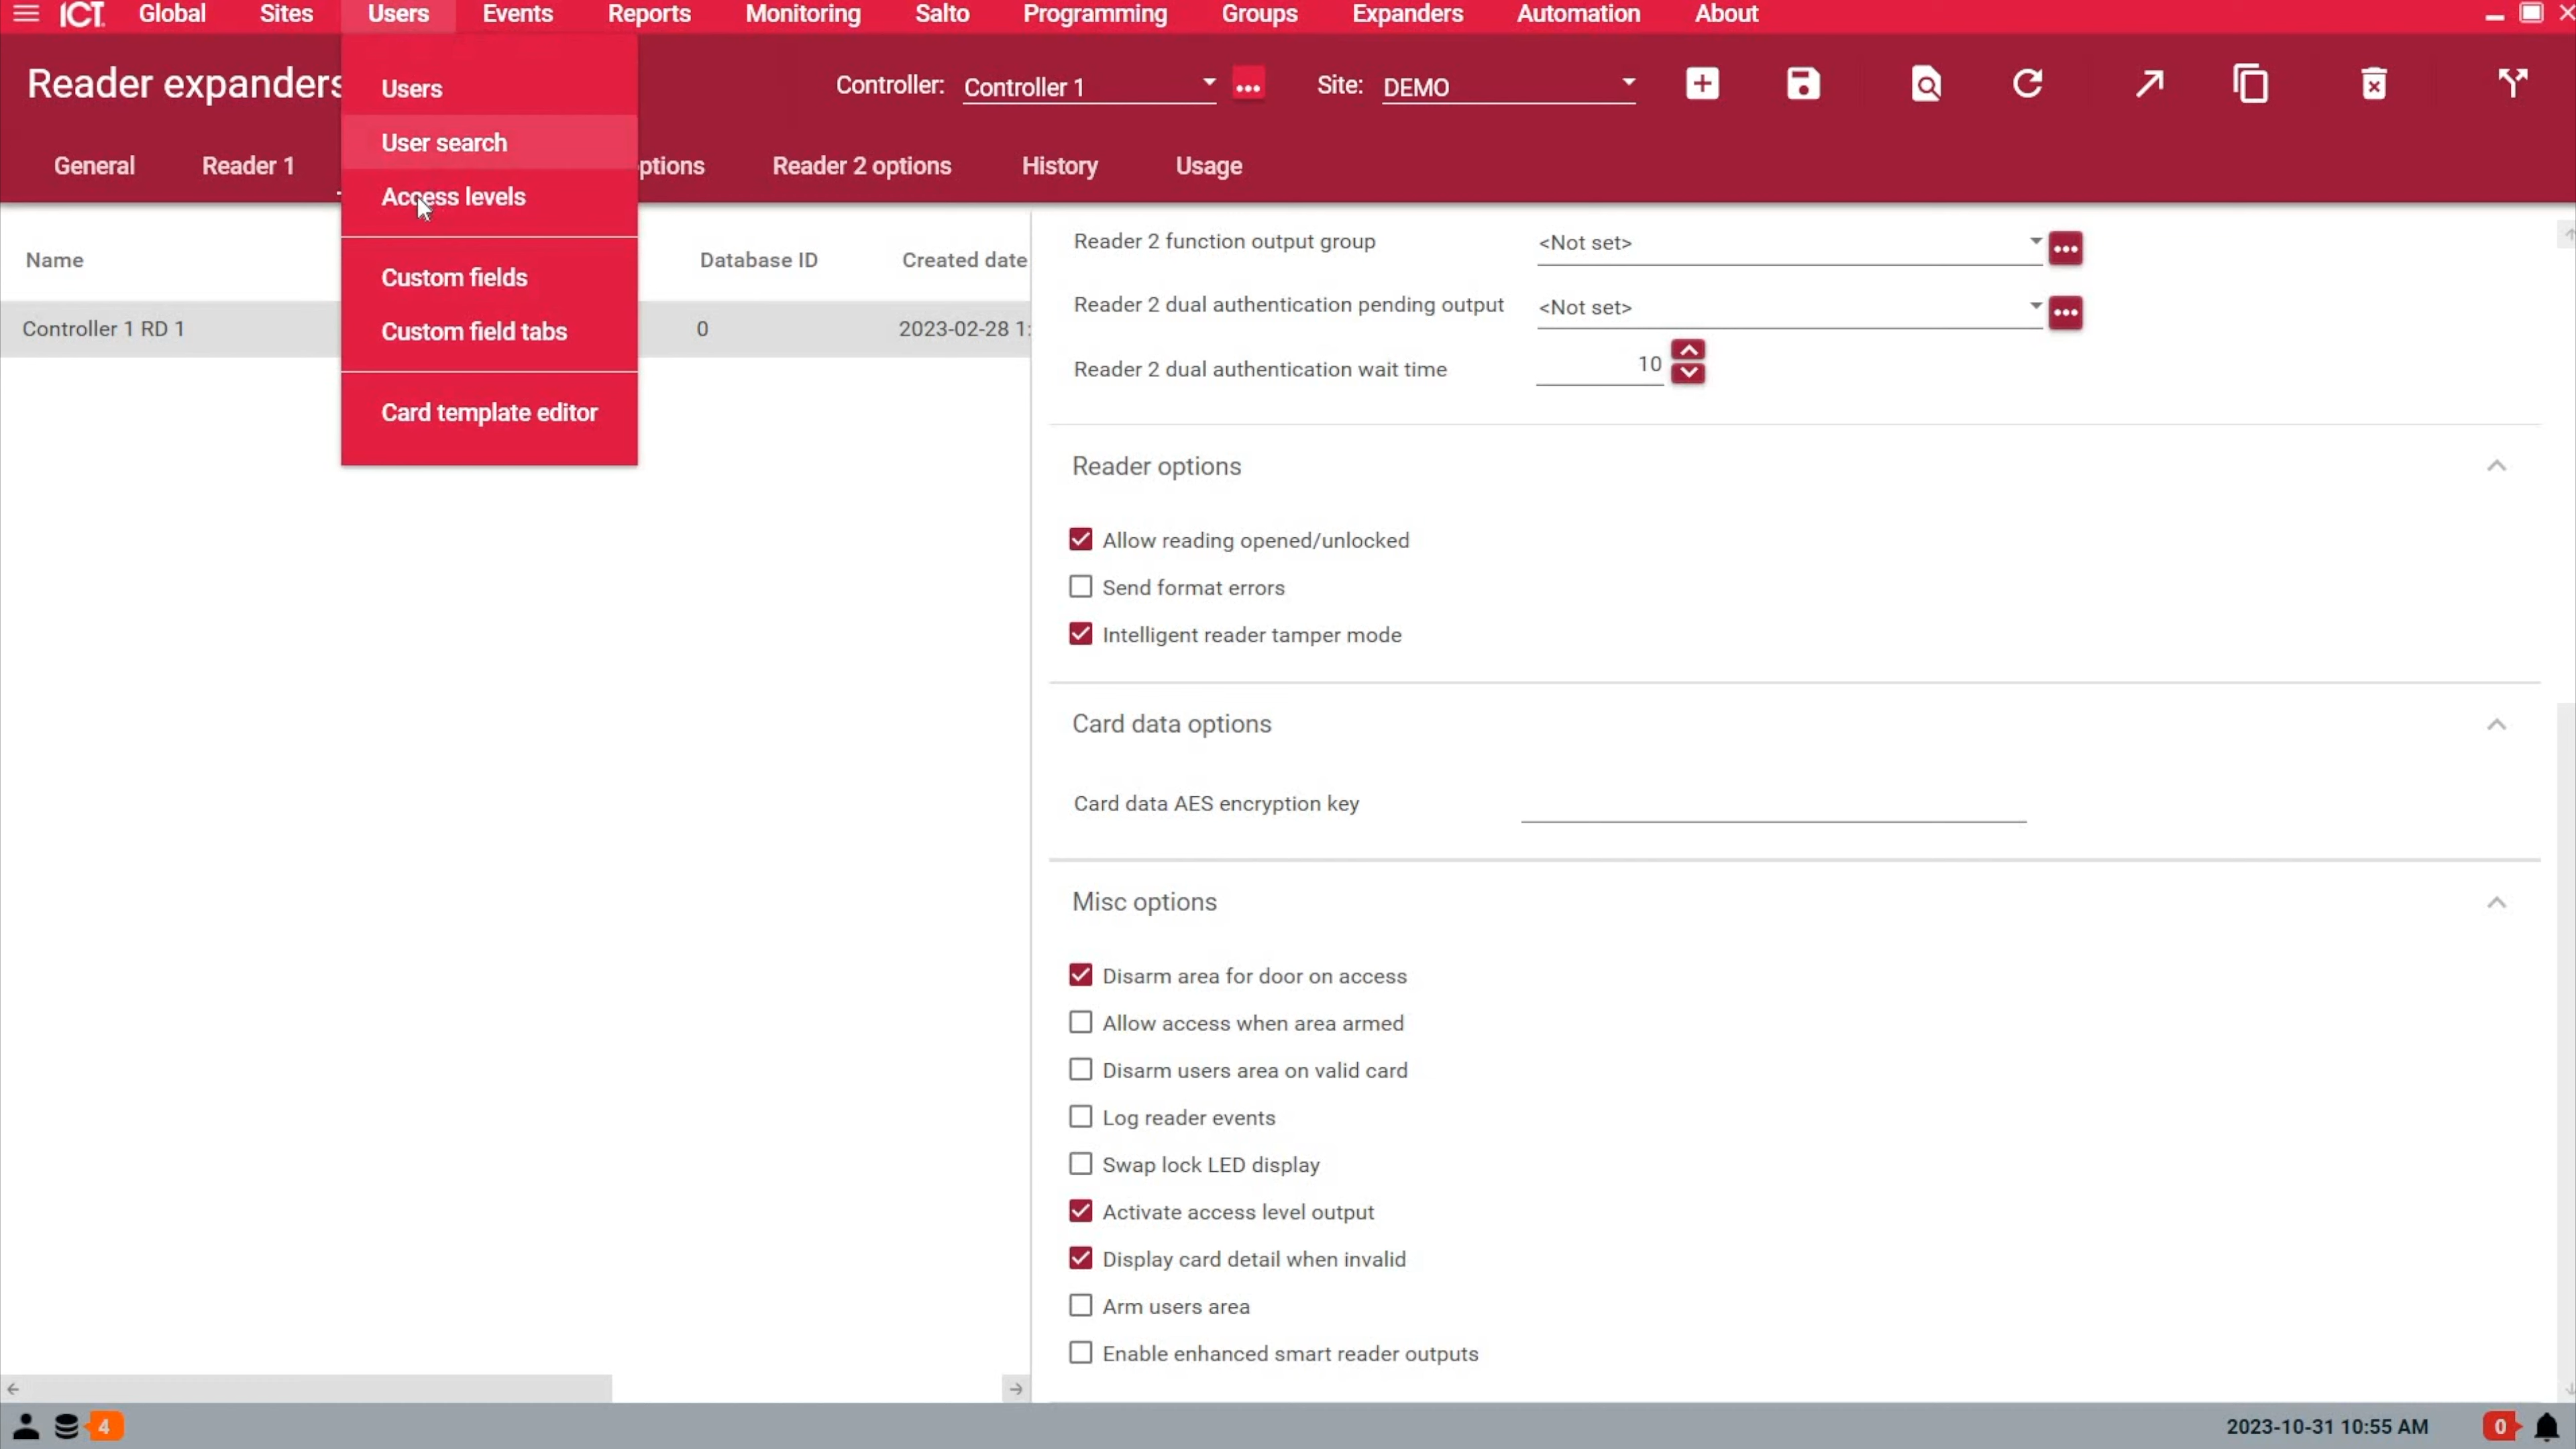 ICT Global Sites Users Events Reports Monitoring Salto Programming Groups Expanders Automation About
Reader expanders Controller: Controller 1 Site: DEMO
Users
User search
Access levels
Custom fields
Custom field tabs
Card template editor
General Reader 1 ptions Reader 2 options History Usage
Name Database ID Created date
Controller 1 RD 1 0 2023-02-28 1:
Reader 2 function output group <Not set>
Reader 2 dual authentication pending output <Not set>
Reader 2 dual authentication wait time 10
Reader options
Allow reading opened/unlocked
Send format errors
Intelligent reader tamper mode
Card data options
Card data AES encryption key
Misc options
Disarm area for door on access
Allow access when area armed
Disarm users area on valid card
Log reader events
Swap lock LED display
Activate access level output
Display card detail when invalid
Arm users area
Enable enhanced smart reader outputs
4 2023-10-31 10:55 AM 0